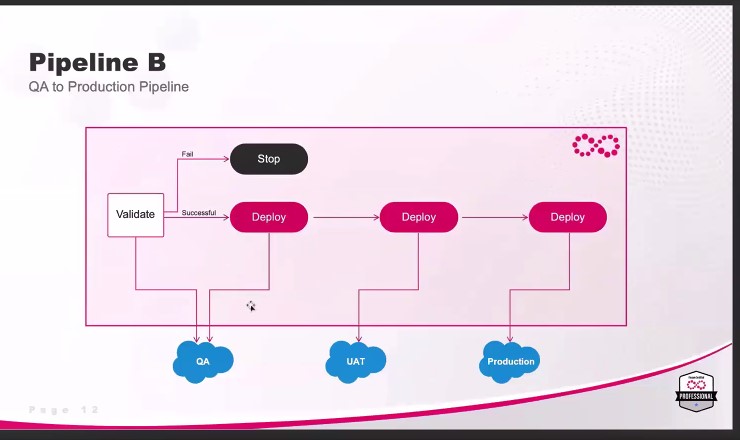 Pipeline B
QA to Production Pipeline
Fail
Stop
Validate
Successful
Deploy
Deploy
Deploy
QA
UAT
Production
Page 12
PROFESSIONAL